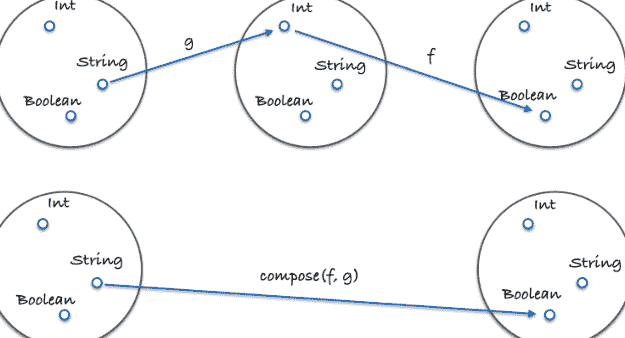 Int
Int
Int
g
f
String
String
String
Boolean
Boolean
Boolean
Int
Int
String
String
compose(f, g)
Boolean
Boolean